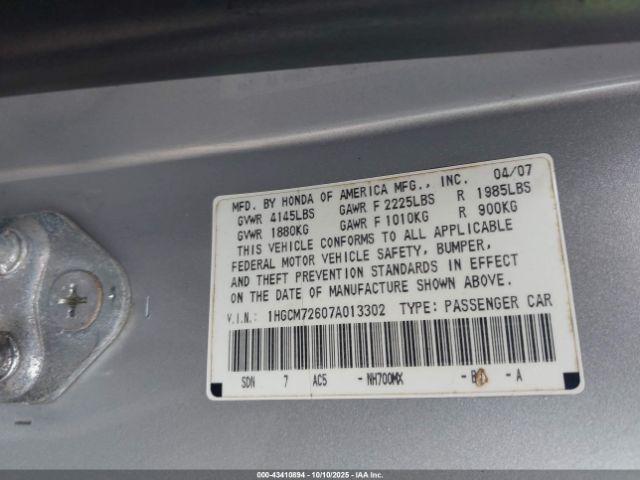 MFD. BY HONDA OF AMERICA MFG., INC. 04/07
GVWR 4145LBS GAWR F 2225LBS R 1985LBS
GVWR 1880KG GAWR F 1010KG R 900KG
THIS VEHICLE CONFORMS TO ALL APPLICABLE
FEDERAL MOTOR VEHICLE SAFETY, BUMPER,
AND THEFT PREVENTION STANDARDS IN EFFECT
ON THE DATE OF MANUFACTURE SHOWN ABOVE.
V.I.N.: 1HGCM72607A013302 TYPE: PASSENGER CAR
SDN 7 AC5 -NH700MX - A
000-43410894 - 10/10/2025 - IAAI.com